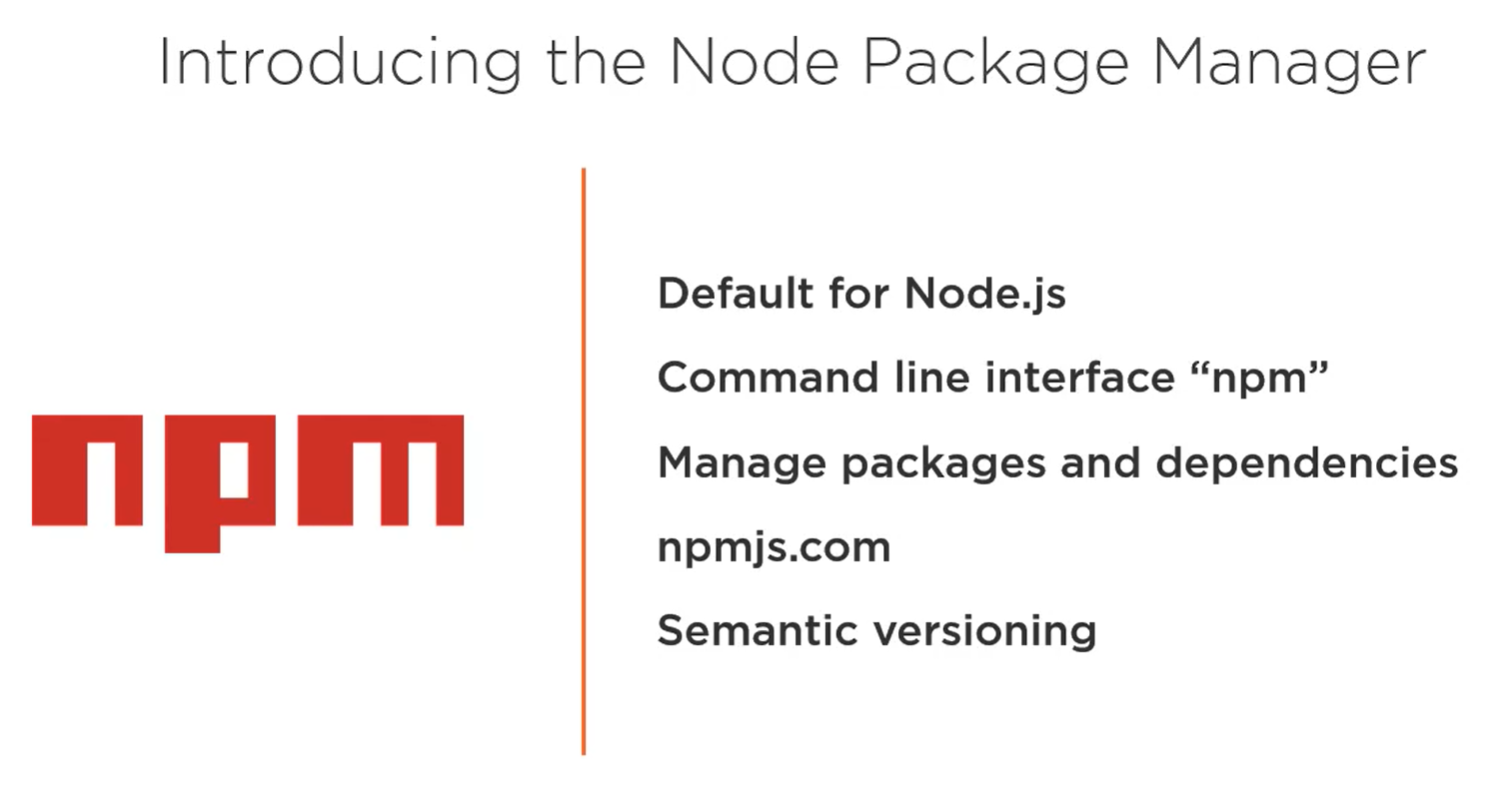 Introducing the Node Package Manager
npm
Default for Node.js
Command line interface “npm”
Manage packages and dependencies
npmjs.com
Semantic versioning